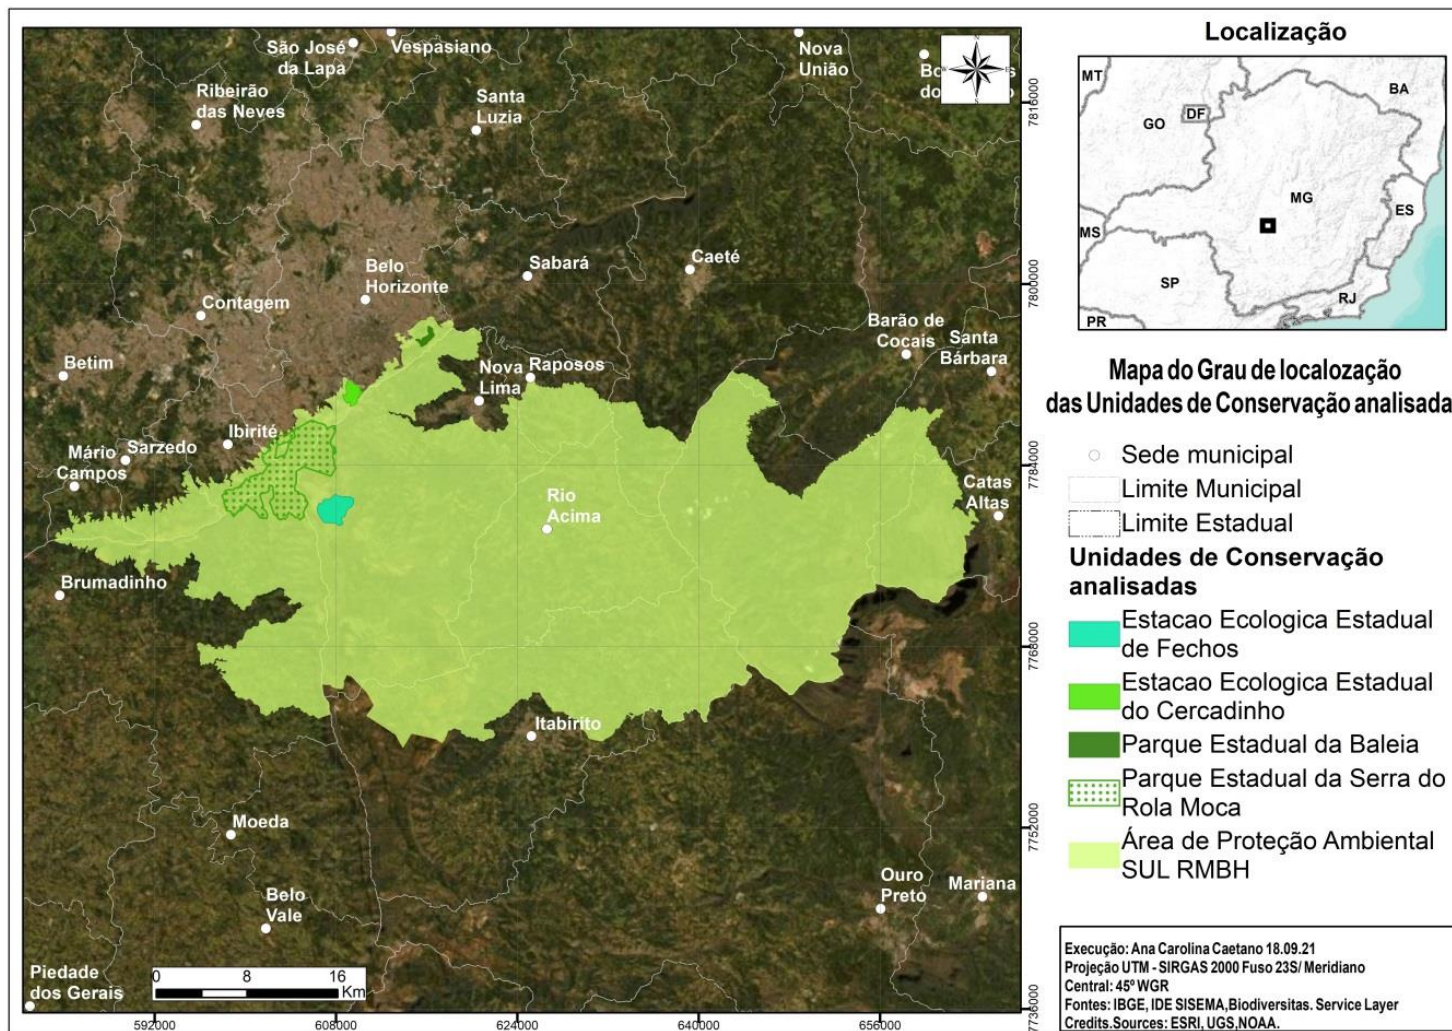 São José
da Lapa
Vespasiano
Nova
União
Ribeirão
das Neves
Santa
Luzia
Belo
Horizonte
Sabará
Caeté
Contagem
Betim
Nova
Lima
Raposos
Barão de
Cocais
Santa
Bárbara
Ibirité
Mário
Campos
Sarzedo
Rio
Acima
Catas
Altas
Brumadinho
Itabírito
Moeda
Belo
Vale
Ouro
Preto
Mariana
Piedade
dos Gerais
0 8 16
Km
592000 608000 624000 640000 656000
7816000
7800000
7784000
7768000
7752000
7736000
Localização
MT
BA
DF
GO
MG
ES
MS
SP
RJ
PR
Mapa do Grau de localozação
das Unidades de Conservação analisada
Sede municipal
Limite Municipal
Limite Estadual
Unidades de Conservação
analisadas
Estacao Ecologica Estadual
de Fechos
Estacao Ecologica Estadual
do Cercadinho
Parque Estadual da Baleia
Parque Estadual da Serra do
Rola Moca
Área de Proteção Ambiental
SUL RMBH
Execução: Ana Carolina Caetano 18.09.21
Projeção UTM - SIRGAS 2000 Fuso 23S/ Meridiano
Central: 45º WGR
Fontes: IBGE, IDE SISEMA,Biodiversitas. Service Layer
Credits.Sources: ESRI, UGS,NOAA.